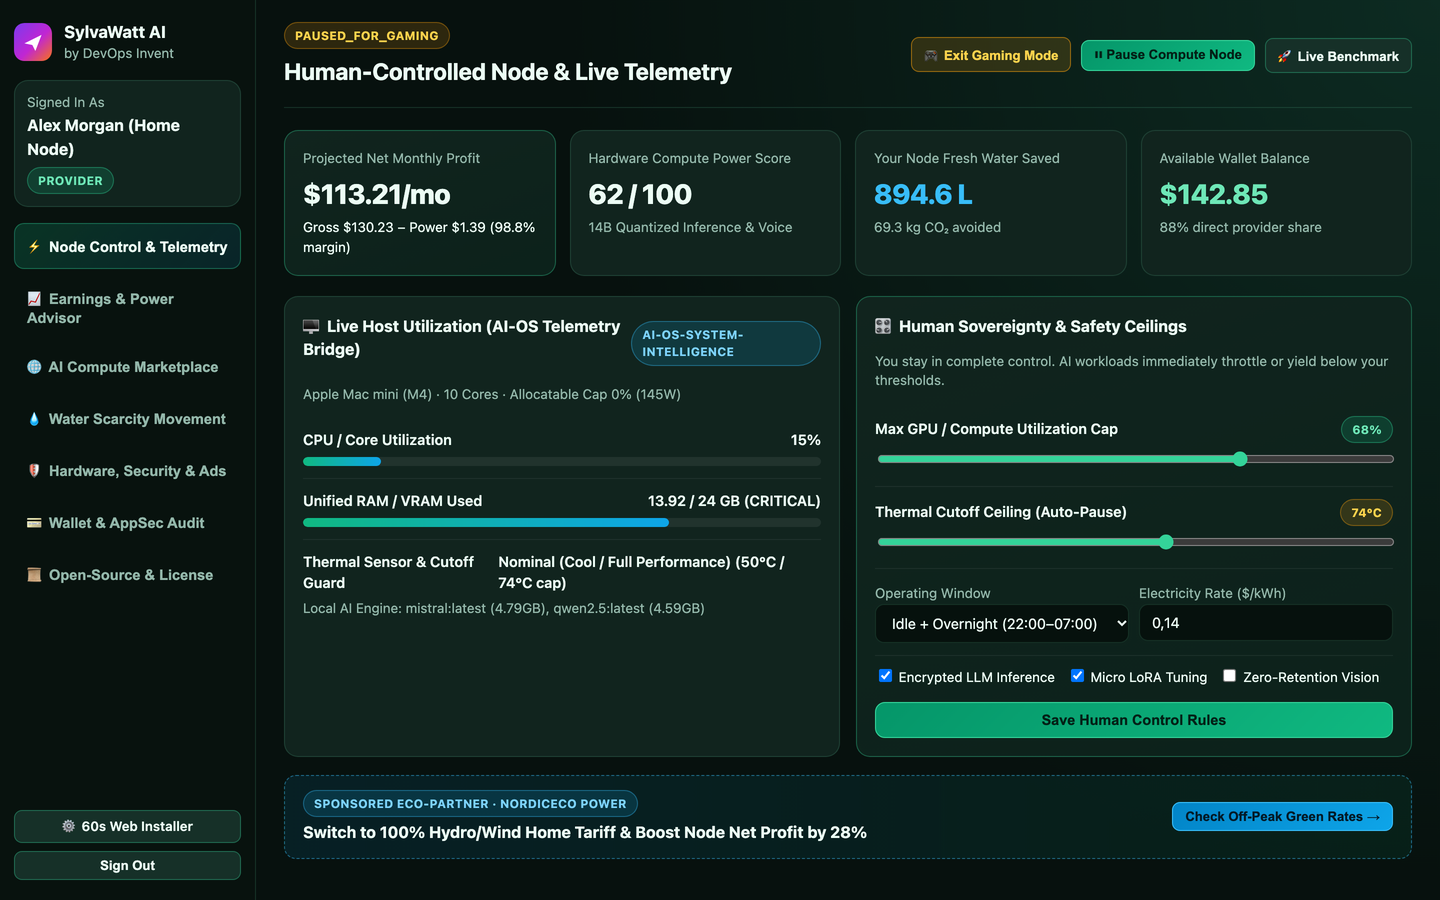 SylvaWatt AI
by DevOps Invent
Signed In As
Alex Morgan (Home
Node)
PROVIDER
Node Control & Telemetry
Earnings & Power
Advisor
AI Compute Marketplace
Water Scarcity Movement
Hardware, Security & Ads
Wallet & AppSec Audit
Open-Source & License
60s Web Installer
Sign Out
PAUSED_FOR_GAMING
Human-Controlled Node & Live Telemetry
Exit Gaming Mode
Pause Compute Node
Live Benchmark
Projected Net Monthly Profit
$113.21/mo
Gross $130.23 – Power $1.39 (98.8%
margin)
Hardware Compute Power Score
62 / 100
14B Quantized Inference & Voice
Your Node Fresh Water Saved
894.6 L
69.3 kg CO₂ avoided
Available Wallet Balance
$142.85
88% direct provider share
Live Host Utilization (AI-OS Telemetry
Bridge)
AI-OS-SYSTEM-
INTELLIGENCE
Apple Mac mini (M4) · 10 Cores · Allocatable Cap 0% (145W)
CPU / Core Utilization 15%
Unified RAM / VRAM Used 13.92 / 24 GB (CRITICAL)
Thermal Sensor & Cutoff
Guard
Nominal (Cool / Full Performance) (50°C /
74°C cap)
Local AI Engine: mistral:latest (4.79GB), qwen2.5:latest (4.59GB)
Human Sovereignty & Safety Ceilings
You stay in complete control. AI workloads immediately throttle or yield below your
thresholds.
Max GPU / Compute Utilization Cap 68%
Thermal Cutoff Ceiling (Auto-Pause) 74°C
Operating Window
Idle + Overnight (22:00–07:00)
Electricity Rate ($/kWh)
0,14
Encrypted LLM Inference
Micro LoRA Tuning
Zero-Retention Vision
Save Human Control Rules
SPONSORED ECO-PARTNER · NORDICECO POWER
Switch to 100% Hydro/Wind Home Tariff & Boost Node Net Profit by 28%
Check Off-Peak Green Rates →